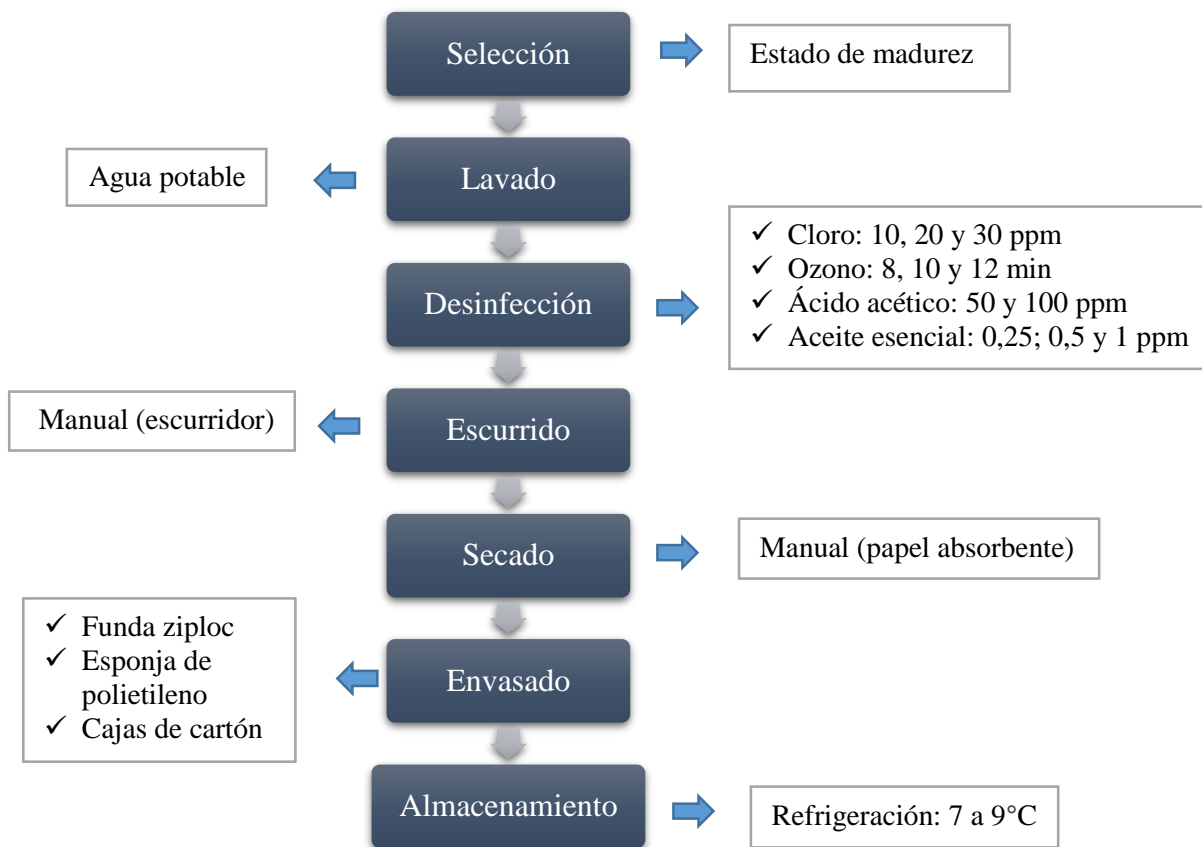 Selección
Estado de madurez
Lavado
Agua potable
Desinfección
✓ Cloro: 10, 20 y 30 ppm
✓ Ozono: 8, 10 y 12 min
✓ Ácido acético: 50 y 100 ppm
✓ Aceite esencial: 0,25; 0,5 y 1 ppm
Escurrido
Manual (escurridor)
Secado
Manual (papel absorbente)
Envasado
✓ Funda ziploc
✓ Esponja de
polietileno
✓ Cajas de cartón
Almacenamiento
Refrigeración: 7 a 9°C